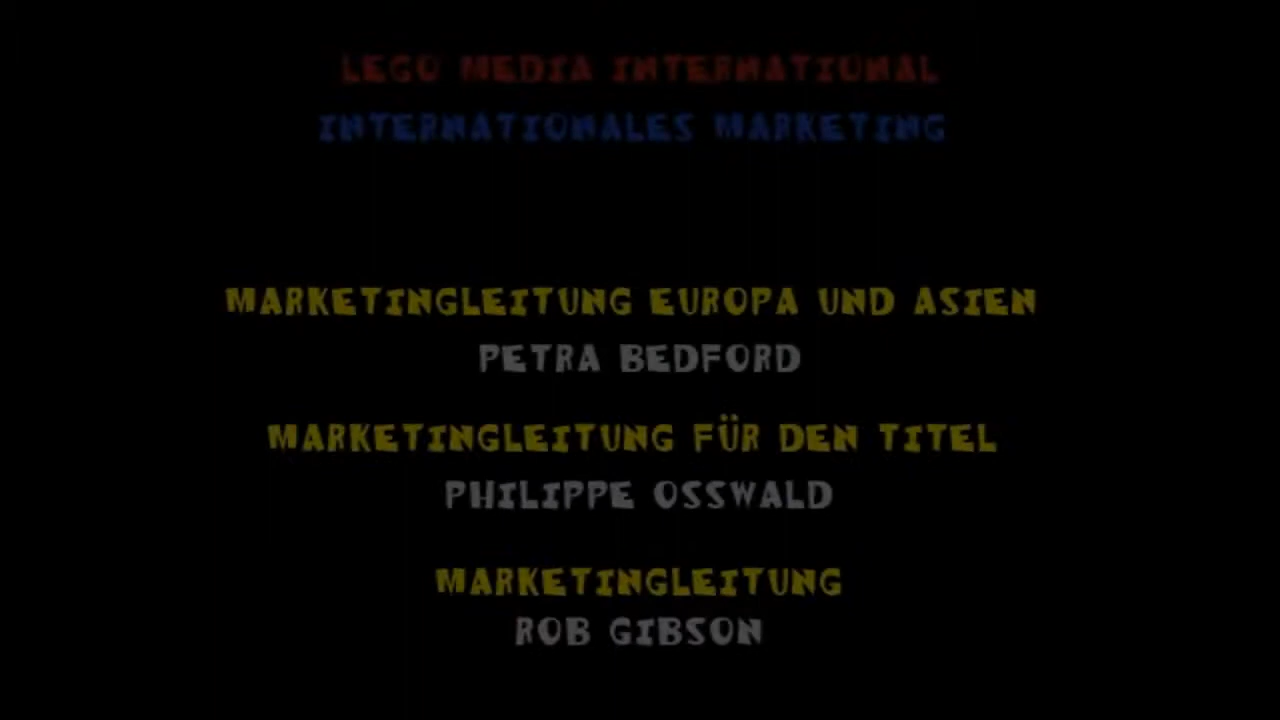 LEGO MEDIA INTERNATIONAL
INTERNATIONALES MARKETING
MARKETINGLEITUNG EUROPA UND ASIEN
PETRA BEDFORD
MARKETINGLEITUNG FÜR DEN TITEL
PHILIPPE OSSWALD
MARKETINGLEITUNG
ROB GIBSON